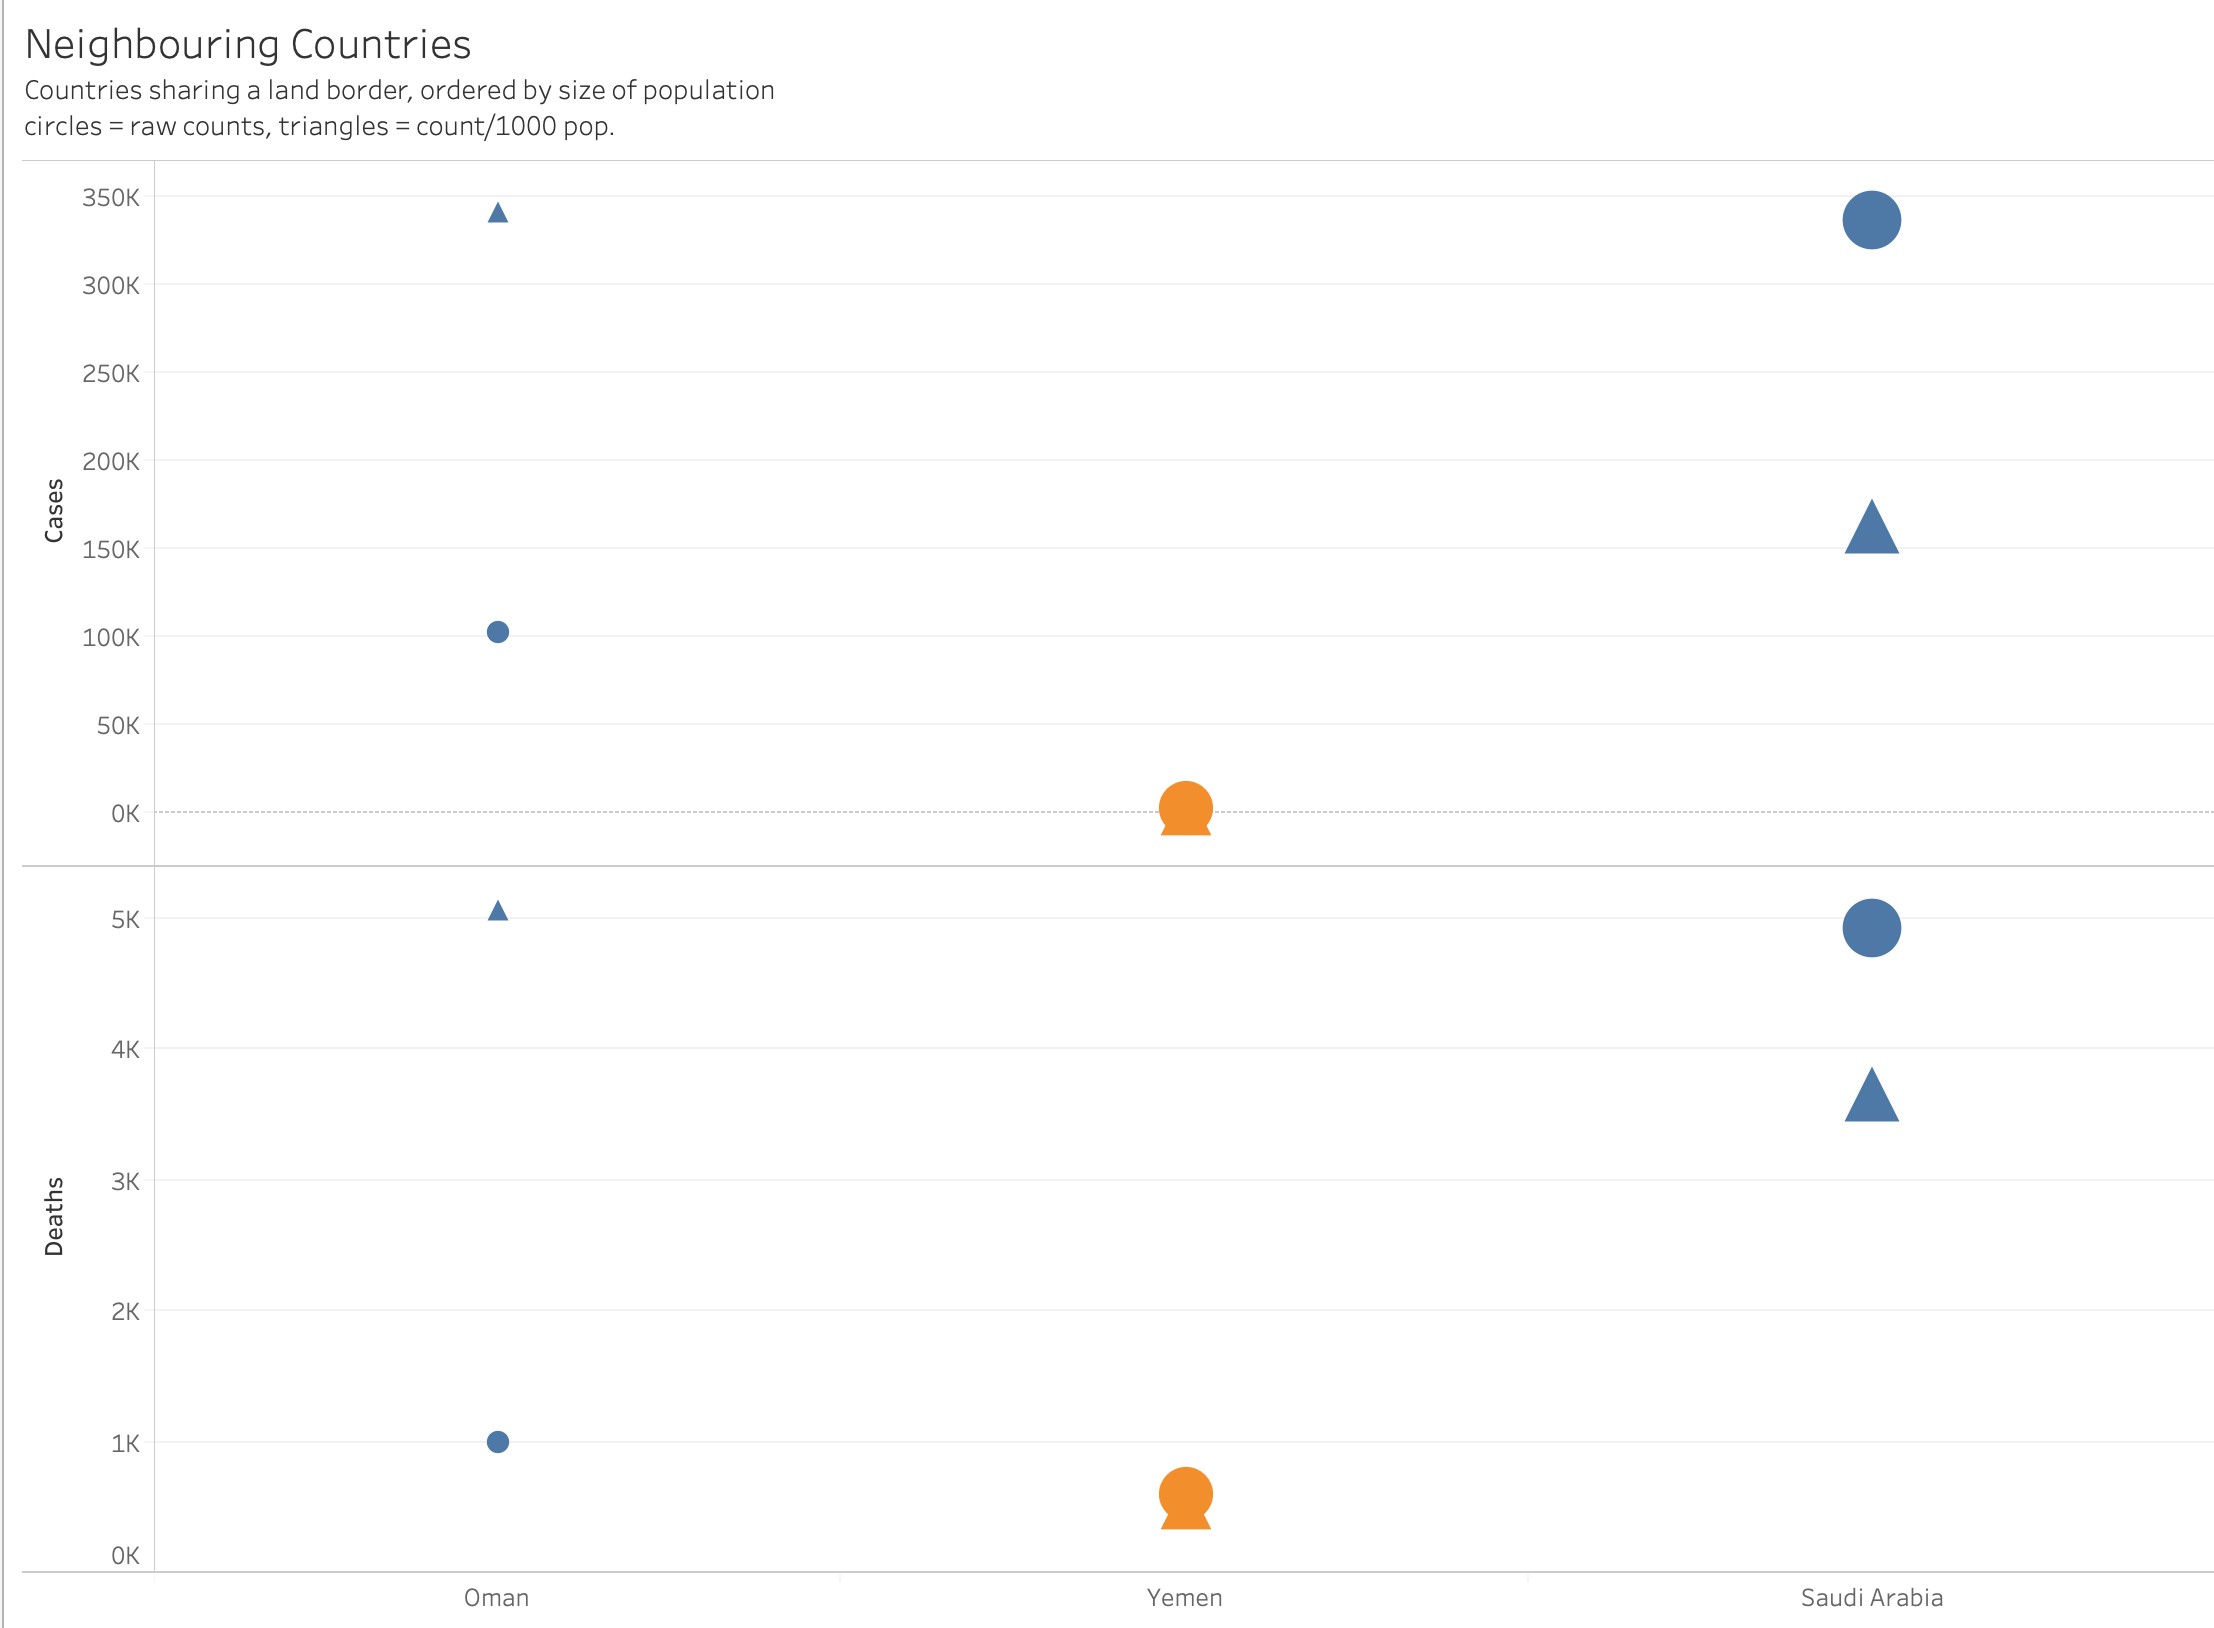 Neighbouring Countries
Countries sharing a land border, ordered by size of population
circles = raw counts, triangles = count/1000 pop.
350K
300K
250K
200K
150K
100K
50K
0K
Cases
5K
4K
3K
2K
1K
0K
Deaths
Oman Yemen Saudi Arabia